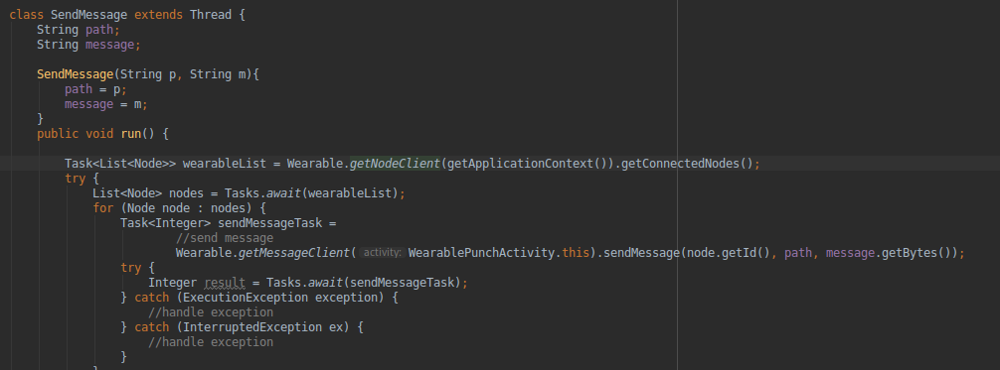 class SendMessage extends Thread {
String path;
String message;
SendMessage(String p, String m){
path = p;
message = m;
}
public void run() {
Task<List<Node>> wearableList = Wearable.getNodeClient(getApplicationContext()).getConnectedNodes();
try {
List<Node> nodes = Tasks.await(wearableList);
for (Node node : nodes) {
Task<Integer> sendMessageTask =
//send message
Wearable.getMessageClient( activity: WearablePunchActivity.this).sendMessage(node.getId(), path, message.getBytes());
try {
Integer result = Tasks.await(sendMessageTask);
} catch (ExecutionException exception) {
//handle exception
} catch (InterruptedException ex) {
//handle exception
}
}